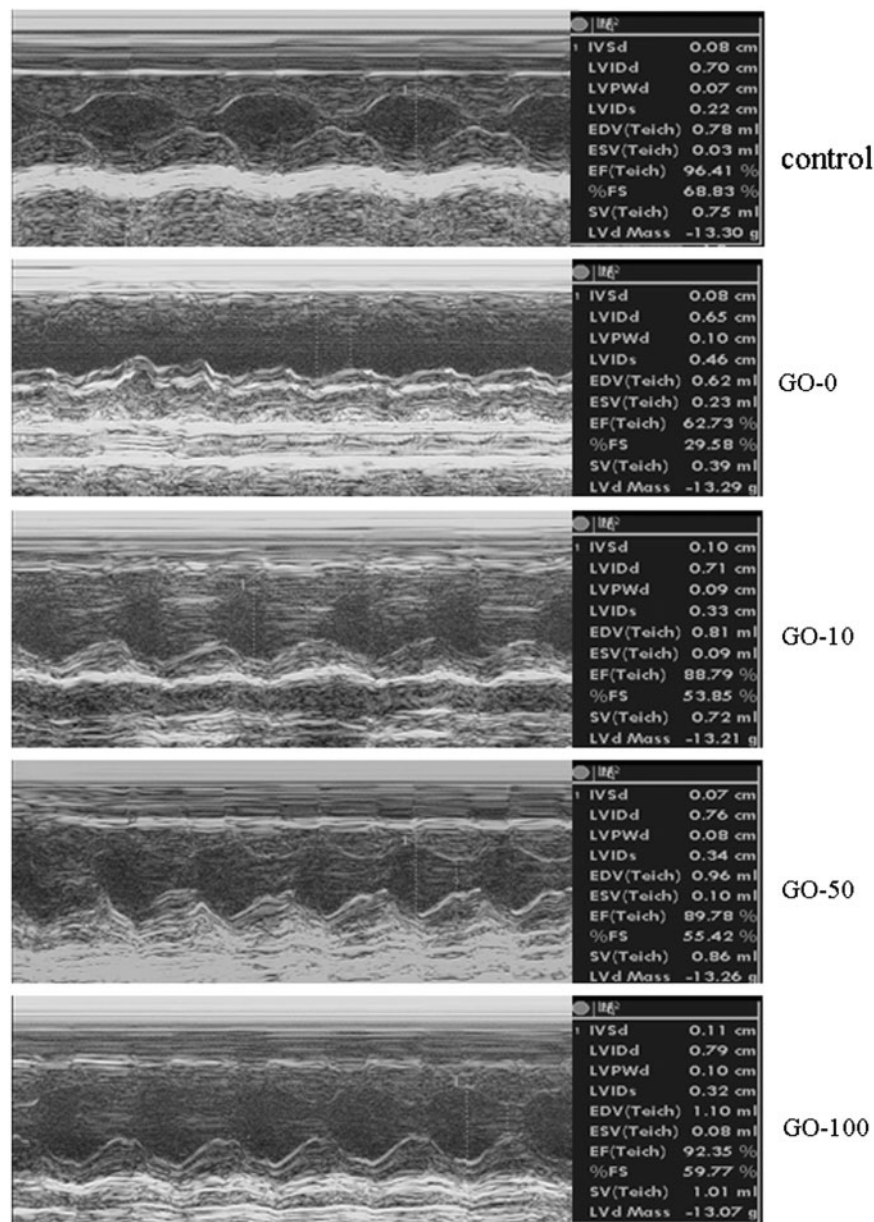 1 IVSd 0.08 cm
LVIDd 0.70 cm
LVPWd 0.07 cm
LVIDs 0.22 cm
EDV(Teich) 0.78 ml
ESV(Teich) 0.03 ml
EF(Teich) 96.41 %
%FS 68.83 %
SV(Teich) 0.75 ml
LVd Mass -13.30 g
control
1 IVSd 0.08 cm
LVIDd 0.65 cm
LVPWd 0.10 cm
LVIDs 0.46 cm
EDV(Teich) 0.62 ml
ESV(Teich) 0.23 ml
EF(Teich) 62.73 %
%FS 29.58 %
SV(Teich) 0.39 ml
LVd Mass -13.29 g
GO-0
1 IVSd 0.10 cm
LVIDd 0.71 cm
LVPWd 0.09 cm
LVIDs 0.33 cm
EDV(Teich) 0.81 ml
ESV(Teich) 0.09 ml
EF(Teich) 88.79 %
%FS 53.85 %
SV(Teich) 0.72 ml
LVd Mass -13.21 g
GO-10
1 IVSd 0.07 cm
LVIDd 0.76 cm
LVPWd 0.08 cm
LVIDs 0.34 cm
EDV(Teich) 0.96 ml
ESV(Teich) 0.10 ml
EF(Teich) 89.78 %
%FS 55.42 %
SV(Teich) 0.86 ml
LVd Mass -13.26 g
GO-50
1 IVSd 0.11 cm
LVIDd 0.79 cm
LVPWd 0.10 cm
LVIDs 0.32 cm
EDV(Teich) 1.10 ml
ESV(Teich) 0.08 ml
EF(Teich) 92.35 %
%FS 59.77 %
SV(Teich) 1.01 ml
LVd Mass -13.07 g
GO-100